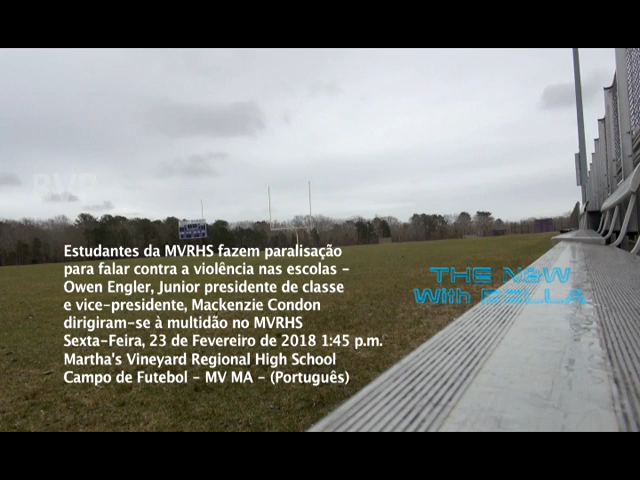 Estudantes da MVRHS fazem paralisação
para falar contra a violência nas escolas –
Owen Engler, Junior presidente de classe
e vice-presidente, Mackenzie Condon
dirigiram-se à multidão no MVRHS
Sexta-Feira, 23 de Fevereiro de 2018 1:45 p.m.
Martha's Vineyard Regional High School
Campo de Futebol – MV MA – (Português)
THE N&W
With BELLA